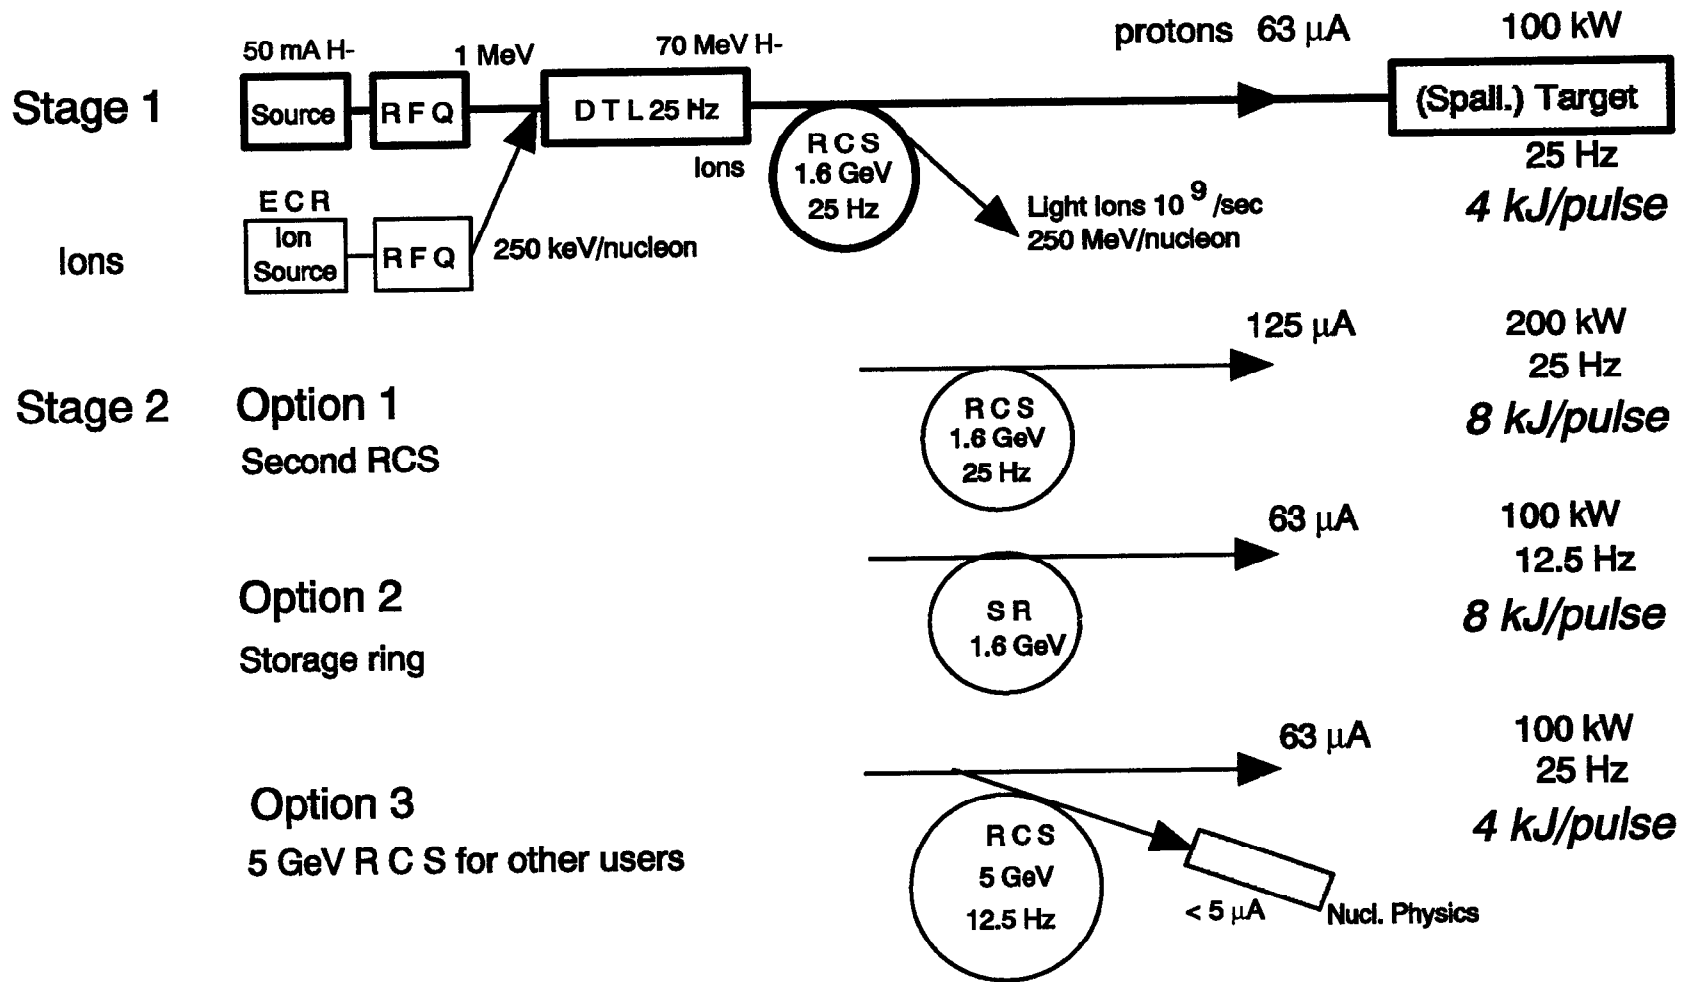 50 mA H-
1 MeV
70 MeV H-
protons 63 μA
100 kW
Stage 1
Source
R F Q
D T L 25 Hz
(Spall.) Target
Ions
R C S
1.6 GeV
25 Hz
25 Hz
4 kJ/pulse
Light Ions 10 9 /sec
250 MeV/nucleon
E C R
Ions
Ion
Source
R F Q
250 keV/nucleon
125 μA
200 kW
25 Hz
8 kJ/pulse
Stage 2
Option 1
Second RCS
R C S
1.6 GeV
25 Hz
63 μA
100 kW
12.5 Hz
8 kJ/pulse
Option 2
Storage ring
S R
1.6 GeV
63 μA
100 kW
25 Hz
4 kJ/pulse
Option 3
5 GeV R C S for other users
R C S
5 GeV
12.5 Hz
< 5 μA
Nucl. Physics